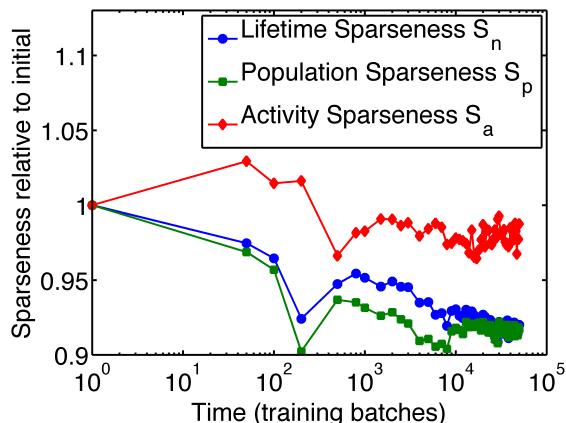 Lifetime Sparseness Sn
Population Sparseness Sp
Activity Sparseness Sa
Sparseness relative to initial
1.1
1.05
1
0.95
0.9
10^0 10^1 10^2 10^3 10^4 10^5
Time (training batches)